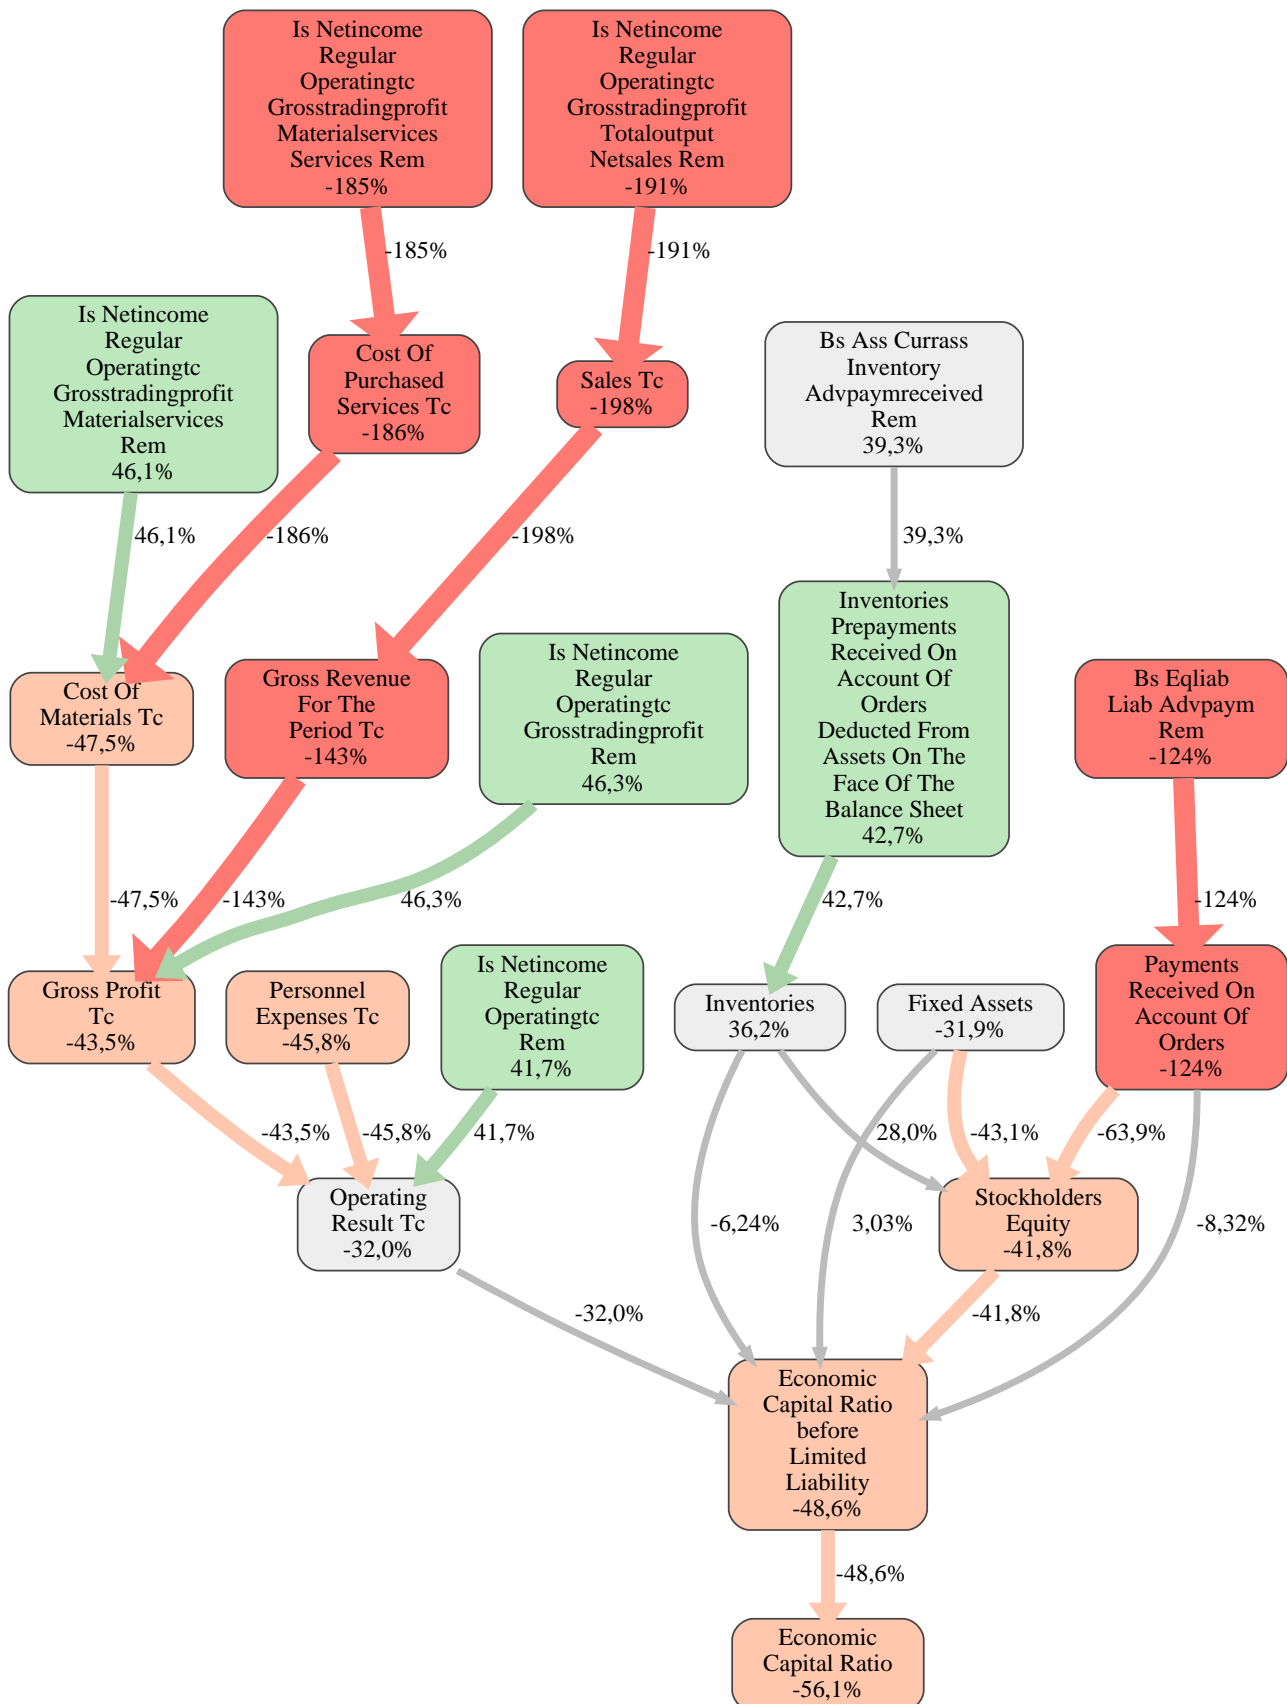 Is Netincome
Regular
Operatingtc
Grosstradingprofit
Materialservices
Services Rem
-185%
Is Netincome
Regular
Operatingtc
Grosstradingprofit
Totaloutput
Netsales Rem
-191%
-185%
-191%
Is Netincome
Regular
Operatingtc
Grosstradingprofit
Materialservices
Rem
46,1%
Cost Of
Purchased
Services Tc
-186%
Sales Tc
-198%
Bs Ass Currass
Inventory
Advpaymreceived
Rem
39,3%
46,1%
-186%
-198%
39,3%
Cost Of
Materials Tc
-47,5%
Gross Revenue
For The
Period Tc
-143%
Is Netincome
Regular
Operatingtc
Grosstradingprofit
Rem
46,3%
Inventories
Prepayments
Received On
Account Of
Orders
Deducted From
Assets On The
Face Of The
Balance Sheet
42,7%
Bs Eqliab
Liab Advpaym
Rem
-124%
-47,5%
-143%
46,3%
42,7%
-124%
Gross Profit
Tc
-43,5%
Personnel
Expenses Tc
-45,8%
Is Netincome
Regular
Operatingtc
Rem
41,7%
Inventories
36,2%
Fixed Assets
-31,9%
Payments
Received On
Account Of
Orders
-124%
-43,5%
-45,8%
41,7%
28,0%
-43,1%
-63,9%
Operating
Result Tc
-32,0%
-6,24%
3,03%
Stockholders
Equity
-41,8%
-8,32%
-32,0%
-41,8%
Economic
Capital Ratio
before
Limited
Liability
-48,6%
-48,6%
Economic
Capital Ratio
-56,1%